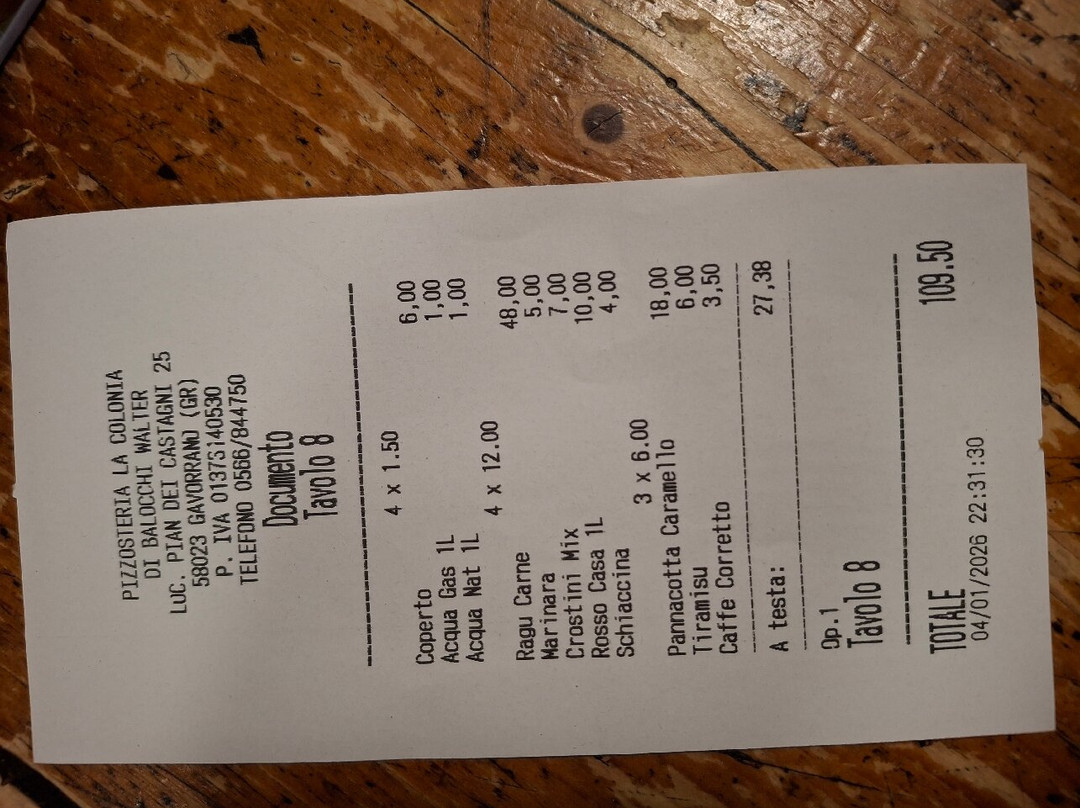 PIZZOSTERIA LA COLONIA
DI BALOCCHI WALTER
LUC. PIAN DEI CASTAGNI 25
58023 GAVORRANO (GR)
P. IVA 01373140530
TELEFONO 0566/844750
Documento
Tavolo 8
4 x 1.50
Coperto 6,00
Acqua Gas 1L 1,00
Acqua Nat 1L 1,00
4 x 12.00
Ragu Carne 48,00
Marinara 5,00
Crostini Mix 7,00
Rosso Casa 1L 10,00
Schiaccina 4,00
3 x 6.00
Pannacotta Caramello 18,00
Tiramisu 6,00
Caffe Corretto 3,50
A testa: 27,38
Op.1
Tavolo 8
TOTALE 109.50
04/01/2026 22:31:30